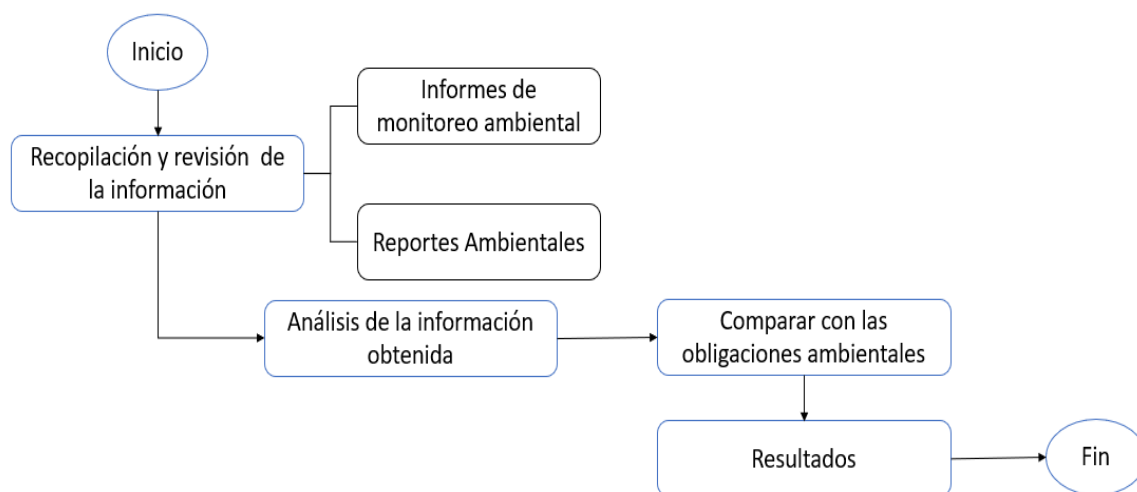 Inicio
Informes de
monitoreo ambiental
Recopilación y revisión de
la información
Reportes Ambientales
Análisis de la información
obtenida
Comparar con las
obligaciones ambientales
Resultados
Fin